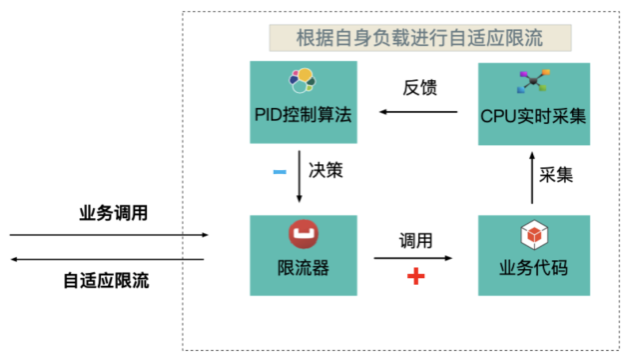 根据自身负载进行自适应限流
PID控制算法
反馈
CPU实时采集
决策
采集
业务调用
自适应限流
限流器
调用
业务代码